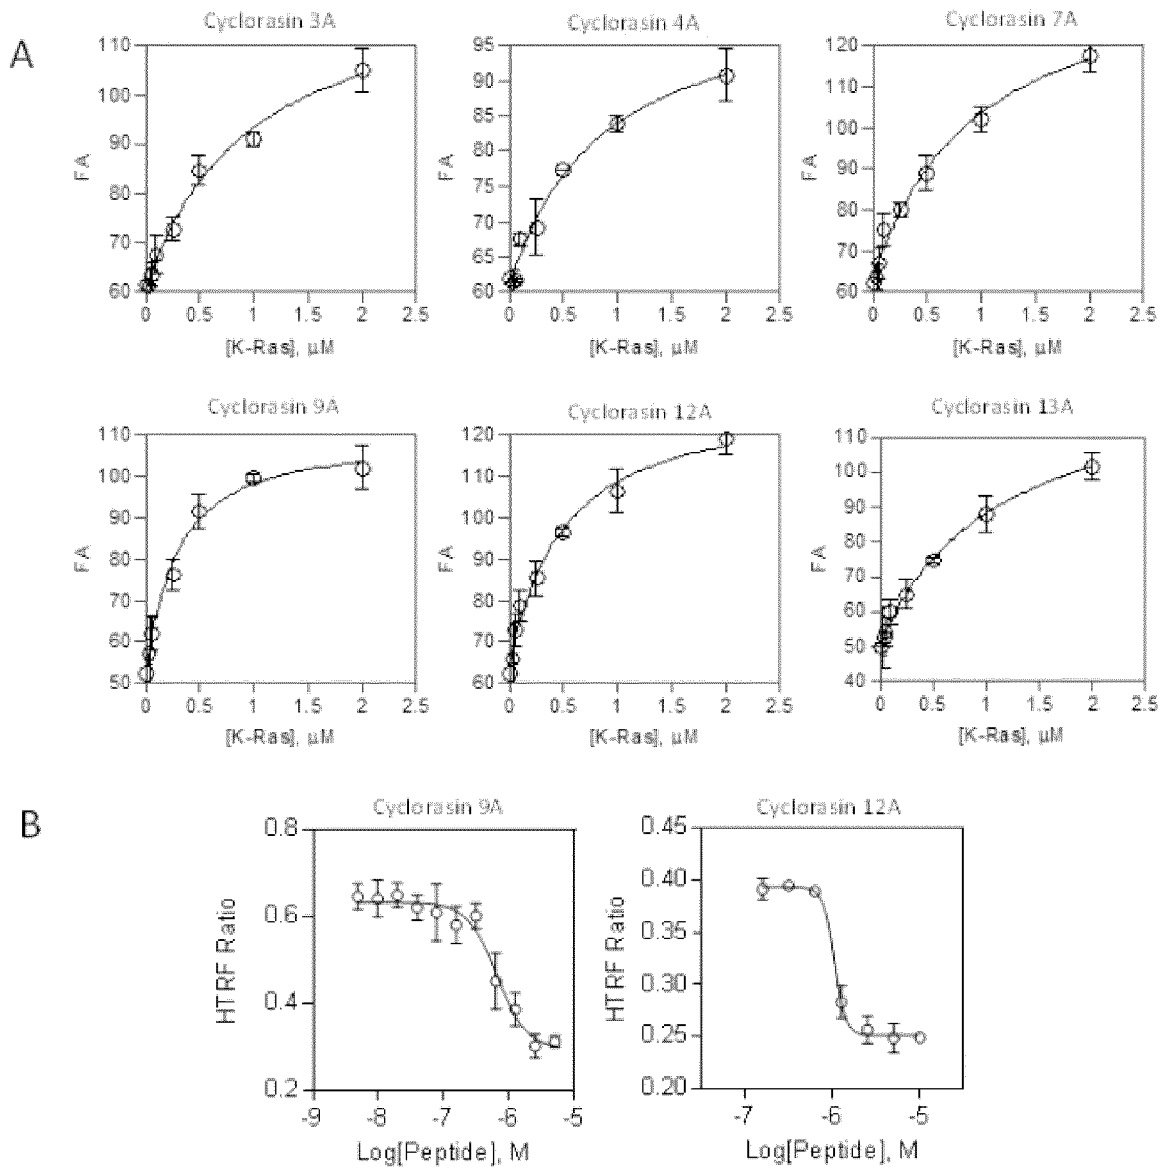 A
Cyclorasin 3A
110
100
90
80
70
60
FA
0 0.5 1 1.5 2 2.5
[K-Ras], μM
Cyclorasin 4A
95
90
85
80
75
70
65
60
FA
0 0.5 1 1.5 2 2.5
[K-Ras], μM
Cyclorasin 7A
120
110
100
90
80
70
60
FA
0 0.5 1 1.5 2 2.5
[K-Ras], μM
Cyclorasin 9A
110
100
90
80
70
60
50
FA
0 0.5 1 1.5 2 2.5
[K-Ras], μM
Cyclorasin 12A
120
110
100
90
80
70
60
FA
0 0.5 1 1.5 2 2.5
[K-Ras], μM
Cyclorasin 13A
110
100
90
80
70
60
50
40
FA
0 0.5 1 1.5 2 2.5
[K-Ras], μM
B
Cyclorasin 9A
0.8
0.6
0.4
0.2
HTRF Ratio
-9 -8 -7 -6 -5
Log[Peptide], M
Cyclorasin 12A
0.45
0.40
0.35
0.30
0.25
0.20
HTRF Ratio
-7 -6 -5
Log[Peptide], M